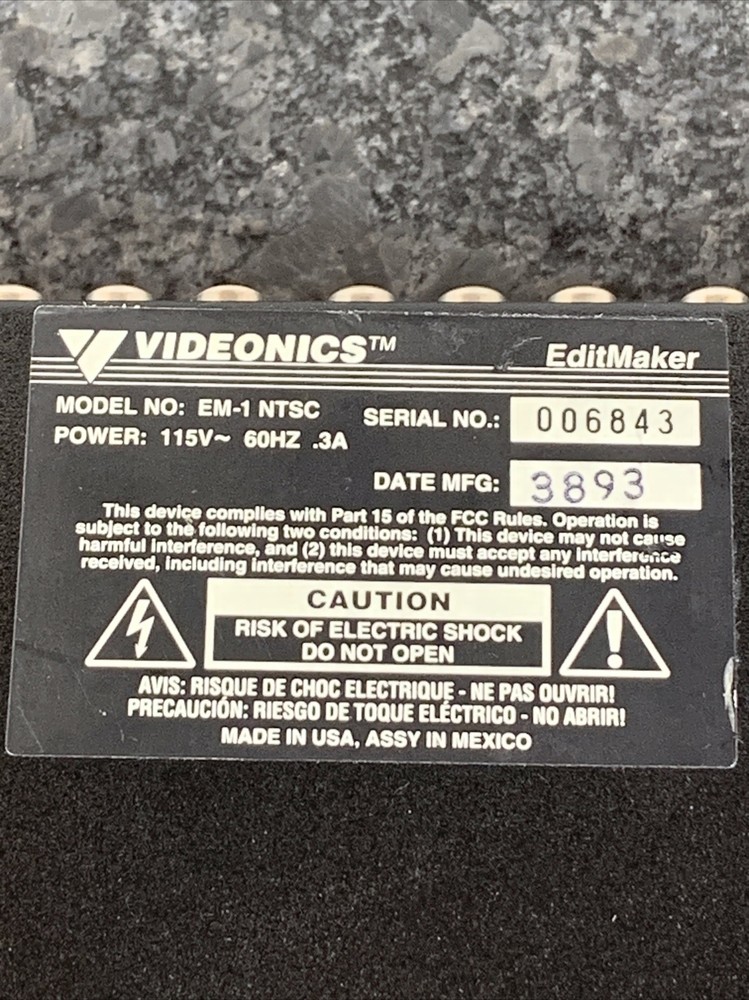 VIDEONICS™ EditMaker
MODEL NO: EM-1 NTSC SERIAL NO.: 006843
POWER: 115V~ 60HZ .3A
DATE MFG: 3893
This device complies with Part 15 of the FCC Rules. Operation is
subject to the following two conditions: (1) This device may not cause
harmful interference, and (2) this device must accept any interference
received, including interference that may cause undesired operation.
CAUTION
RISK OF ELECTRIC SHOCK
DO NOT OPEN
AVIS: RISQUE DE CHOC ELECTRIQUE - NE PAS OUVRIR!
PRECAUCIÓN: RIESGO DE TOQUE ELÉCTRICO - NO ABRIR!
MADE IN USA, ASSY IN MEXICO